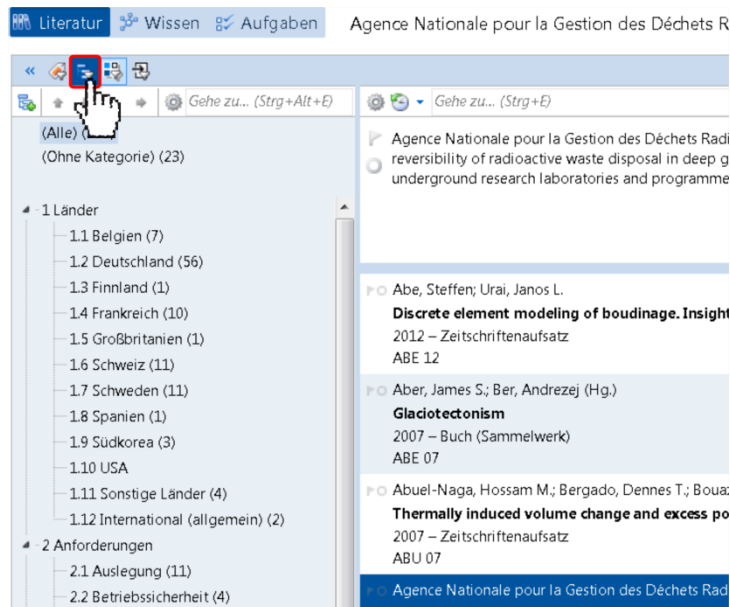 Literatur Wissen Aufgaben Agence Nationale pour la Gestion des Déchets R
«
Gehe zu... (Strg+Alt+E)
(Alle)
(Ohne Kategorie) (23)
1 Länder
1.1 Belgien (7)
1.2 Deutschland (56)
1.3 Finnland (1)
1.4 Frankreich (10)
1.5 Großbritanien (1)
1.6 Schweiz (11)
1.7 Schweden (11)
1.8 Spanien (1)
1.9 Südkorea (3)
1.10 USA
1.11 Sonstige Länder (4)
1.12 International (allgemein) (2)
2 Anforderungen
2.1 Auslegung (11)
2.2 Betriebssicherheit (4)
Gehe zu... (Strg+E)
Agence Nationale pour la Gestion des Déchets Radi
reversibility of radioactive waste disposal in deep g
underground research laboratories and programme
Abe, Steffen; Urai, Janos L.
Discrete element modeling of boudinage. Insight
2012 – Zeitschriftenaufsatz
ABE 12
Aber, James S.; Ber, Andrezej (Hg.)
Glaciotectonism
2007 – Buch (Sammelwerk)
ABE 07
Abuel-Naga, Hossam M.; Bergado, Dennes T.; Bouaz
Thermally induced volume change and excess po
2007 – Zeitschriftenaufsatz
ABU 07
Agence Nationale pour la Gestion des Déchets Rad